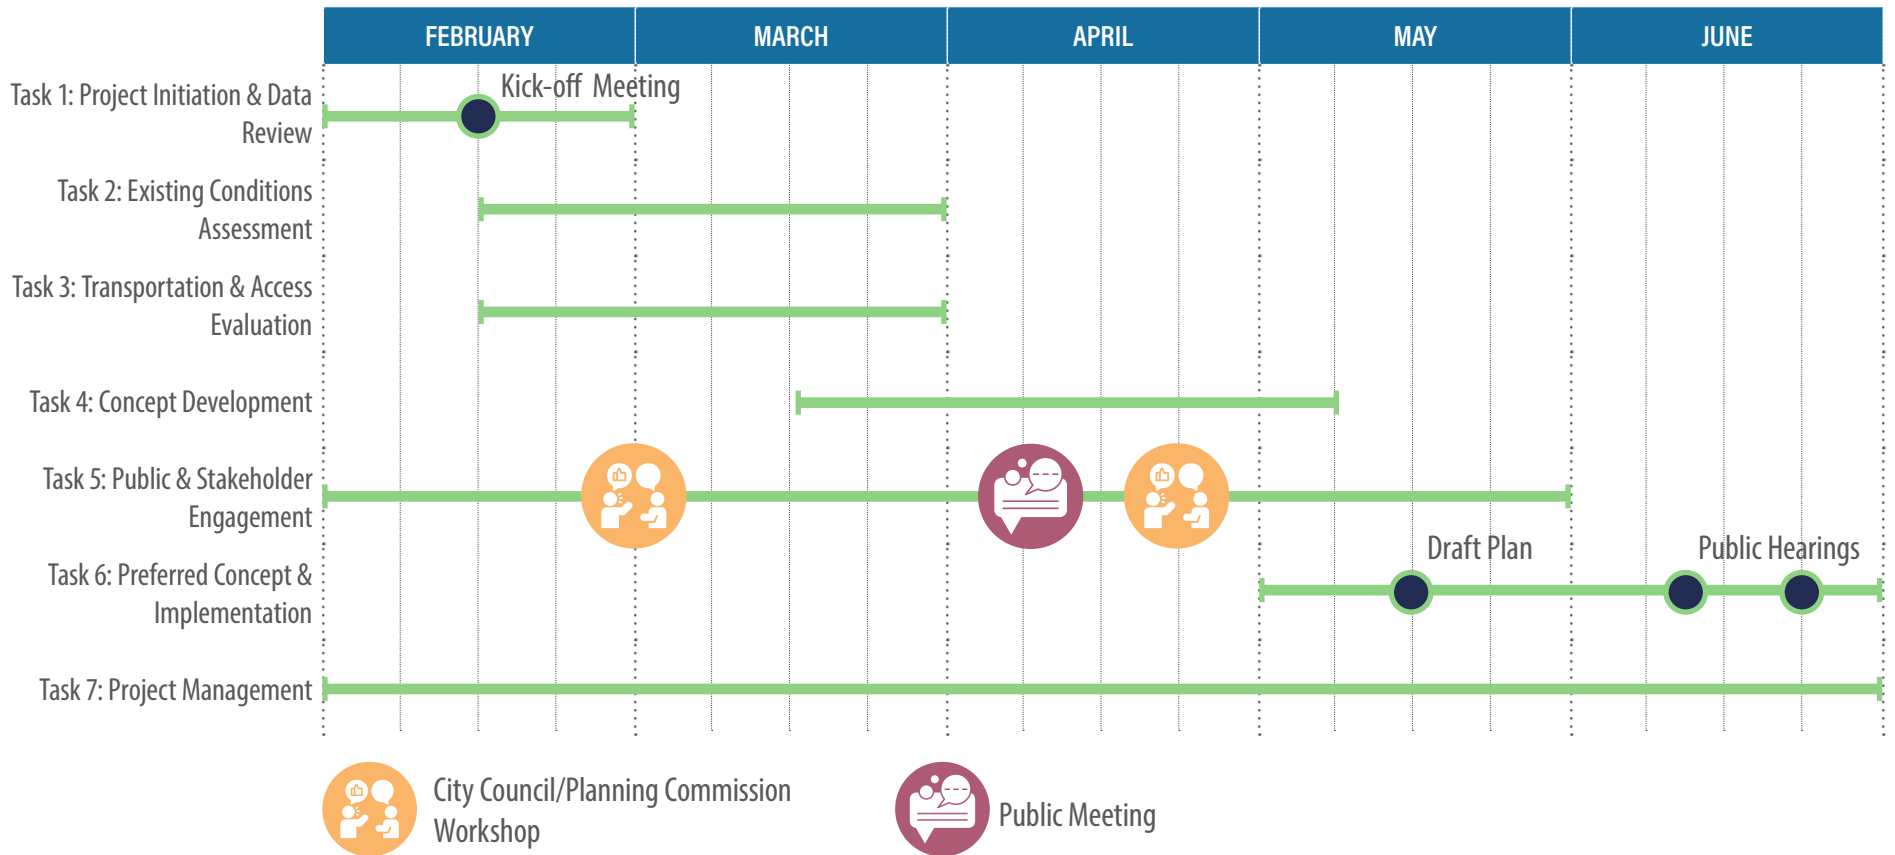 FEBRUARY
MARCH
APRIL
MAY
JUNE
Task 1: Project Initiation & Data
Review
Kick-off Meeting
Task 2: Existing Conditions
Assessment
Task 3: Transportation & Access
Evaluation
Task 4: Concept Development
Task 5: Public & Stakeholder
Engagement
Draft Plan
Public Hearings
Task 6: Preferred Concept &
Implementation
Task 7: Project Management
City Council/Planning Commission
Workshop
Public Meeting